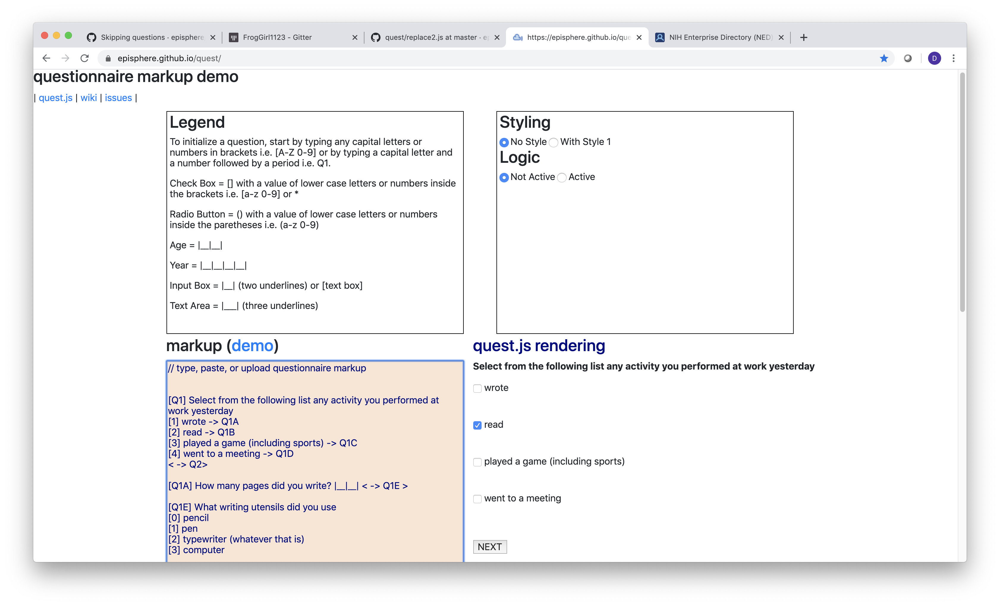 Skipping questions · episphere
FrogGirl1123 - Gitter
quest/replace2.js at master · ep
https://episphere.github.io/que
NIH Enterprise Directory (NED)
episphere.github.io/quest/
D
questionnaire markup demo
| quest.js | wiki | issues |
Legend
To initialize a question, start by typing any capital letters or
numbers in brackets i.e. [A-Z 0-9] or by typing a capital letter and
a number followed by a period i.e. Q1.
Check Box = [] with a value of lower case letters or numbers inside
the brackets i.e. [a-z 0-9] or *
Radio Button = () with a value of lower case letters or numbers
inside the paretheses i.e. (a-z 0-9)
Age = |__|__|
Year = |__|__|__|__|
Input Box = |__| (two underlines) or [text box]
Text Area = |___| (three underlines)
Styling
No Style With Style 1
Logic
Not Active Active
markup (demo)
// type, paste, or upload questionnaire markup
[Q1] Select from the following list any activity you performed at
work yesterday
[1] wrote -> Q1A
[2] read -> Q1B
[3] played a game (including sports) -> Q1C
[4] went to a meeting -> Q1D
< -> Q2>
[Q1A] How many pages did you write? |__|__| < -> Q1E >
[Q1E] What writing utensils did you use
[0] pencil
[1] pen
[2] typewriter (whatever that is)
[3] computer
quest.js rendering
Select from the following list any activity you performed at work yesterday
wrote
read
played a game (including sports)
went to a meeting
NEXT